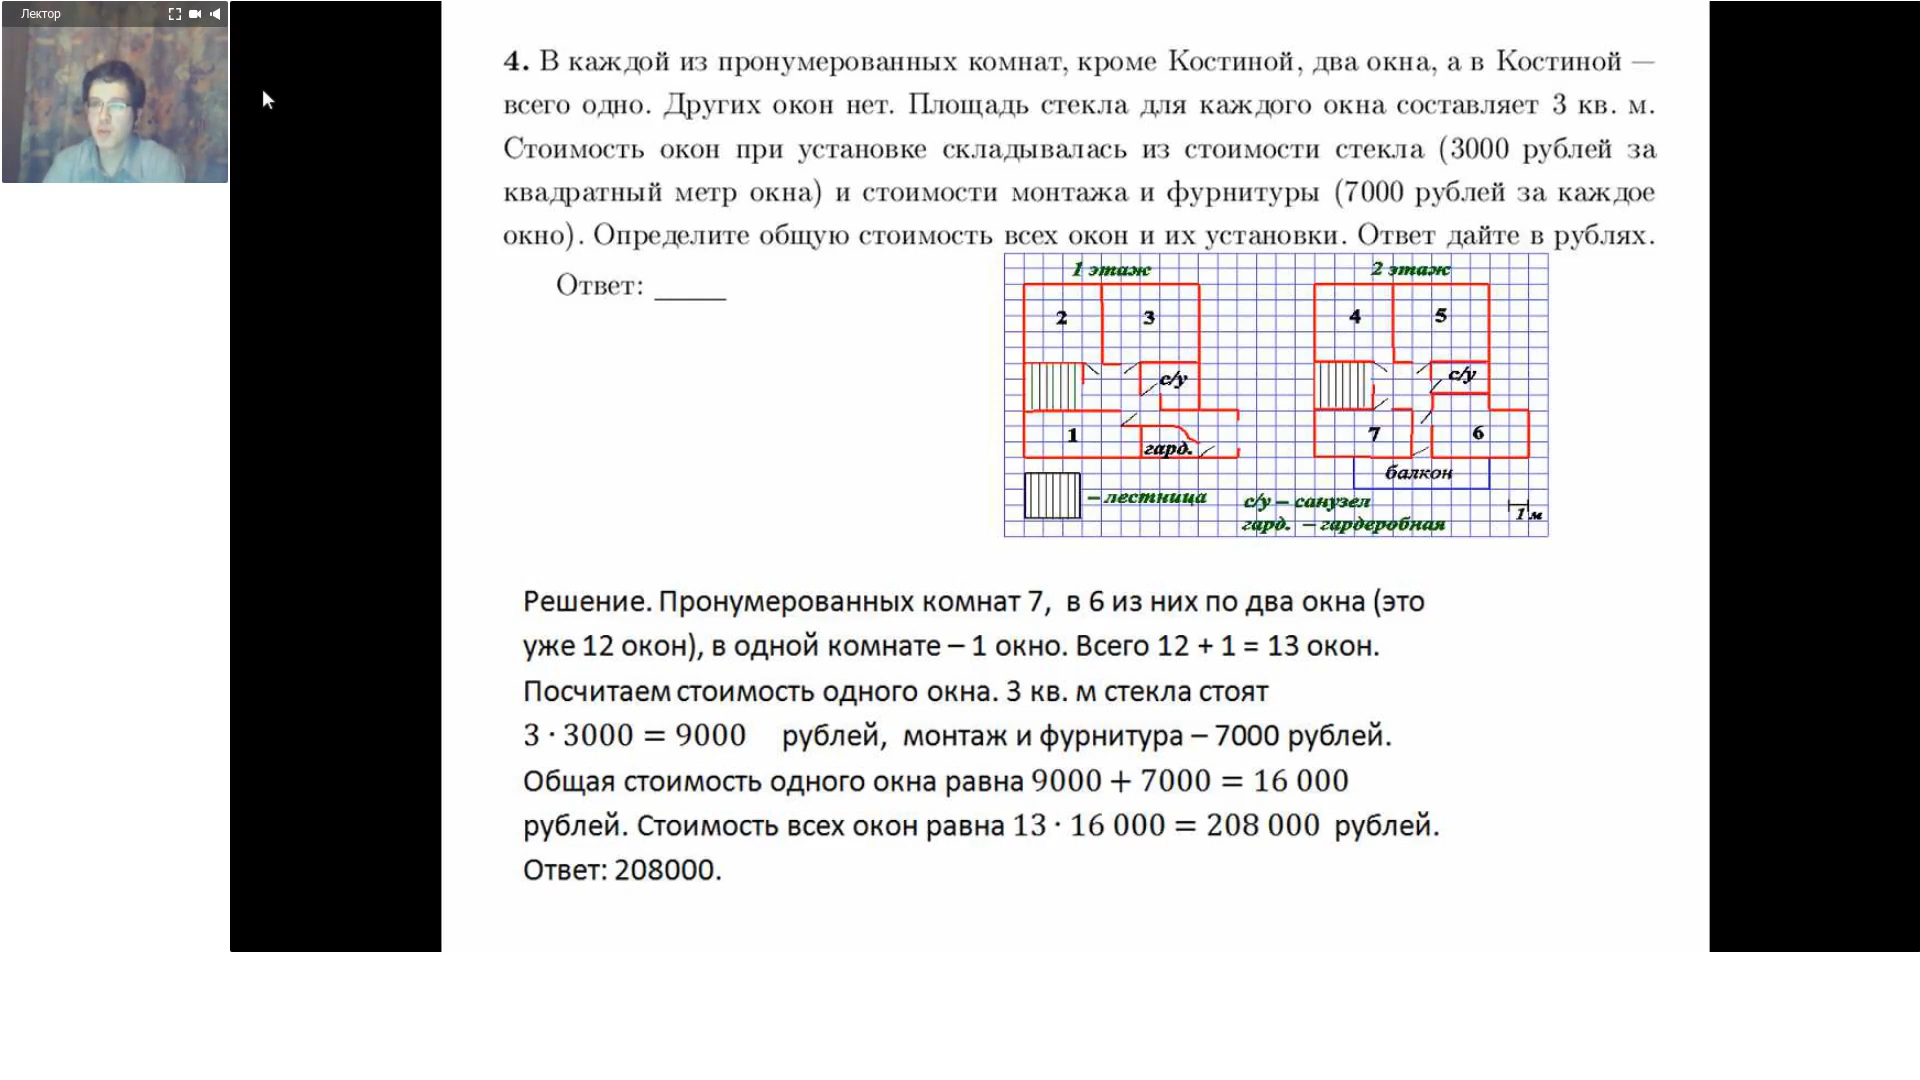 Лектор
4. В каждой из пронумерованных комнат, кроме Костиной, два окна, а в Костиной —
всего одно. Других окон нет. Площадь стекла для каждого окна составляет 3 кв. м.
Стоимость окон при установке складывалась из стоимости стекла (3000 рублей за
квадратный метр окна) и стоимости монтажа и фурнитуры (7000 рублей за каждое
окно). Определите общую стоимость всех окон и их установки. Ответ дайте в рублях.
Ответ: _____
1 этаж
2 этаж
2
3
4
5
с/у
с/у
1
гард.
7
6
балкон
– лестница
с/у – санузел
гард. – гардеробная
1 м
Решение. Пронумерованных комнат 7, в 6 из них по два окна (это
уже 12 окон), в одной комнате – 1 окно. Всего 12 + 1 = 13 окон.
Посчитаем стоимость одного окна. 3 кв. м стекла стоят
3 · 3000 = 9000 рублей, монтаж и фурнитура – 7000 рублей.
Общая стоимость одного окна равна 9000 + 7000 = 16 000
рублей. Стоимость всех окон равна 13 · 16 000 = 208 000 рублей.
Ответ: 208000.